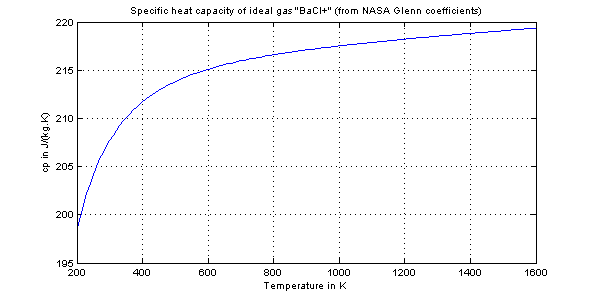 Specific heat capacity of ideal gas "BaCl+" (from NASA Glenn coefficients)
220
215
210
205
200
195
cp in J/(kg.K)
200 400 600 800 1000 1200 1400 1600
Temperature in K